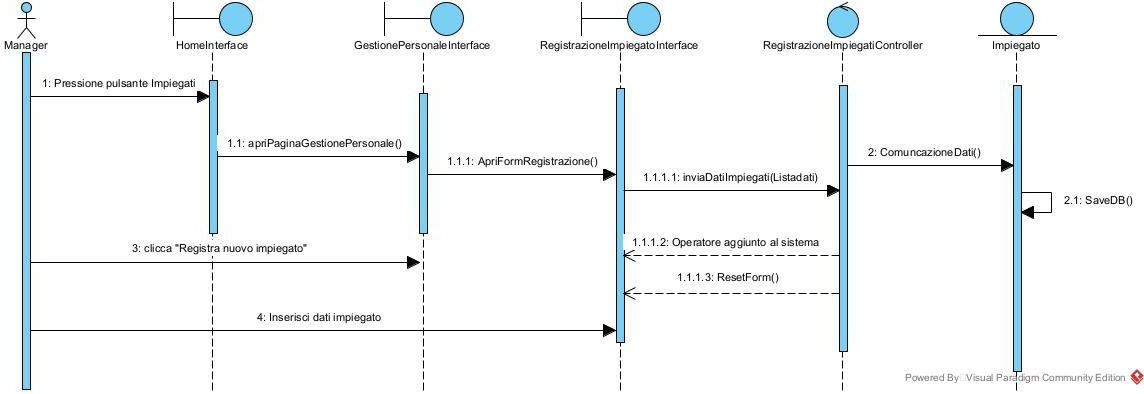 Manager
HomeInterface
GestionePersonaleInterface
RegistrazioneImpiegatoInterface
RegistrazioneImpiegatiController
Impiegato
1: Pressione pulsante Impiegati
1.1: apriPaginaGestionePersonale()
1.1.1: ApriFormRegistrazione()
2: ComuncazioneDati()
1.1.1.1: inviaDatiImpiegati(Listadati)
2.1: SaveDB()
3: clicca "Registra nuovo impiegato"
1.1.1.2: Operatore aggiunto al sistema
1.1.1.3: ResetForm()
4: Inserisci dati impiegato
Powered By Visual Paradigm Community Edition